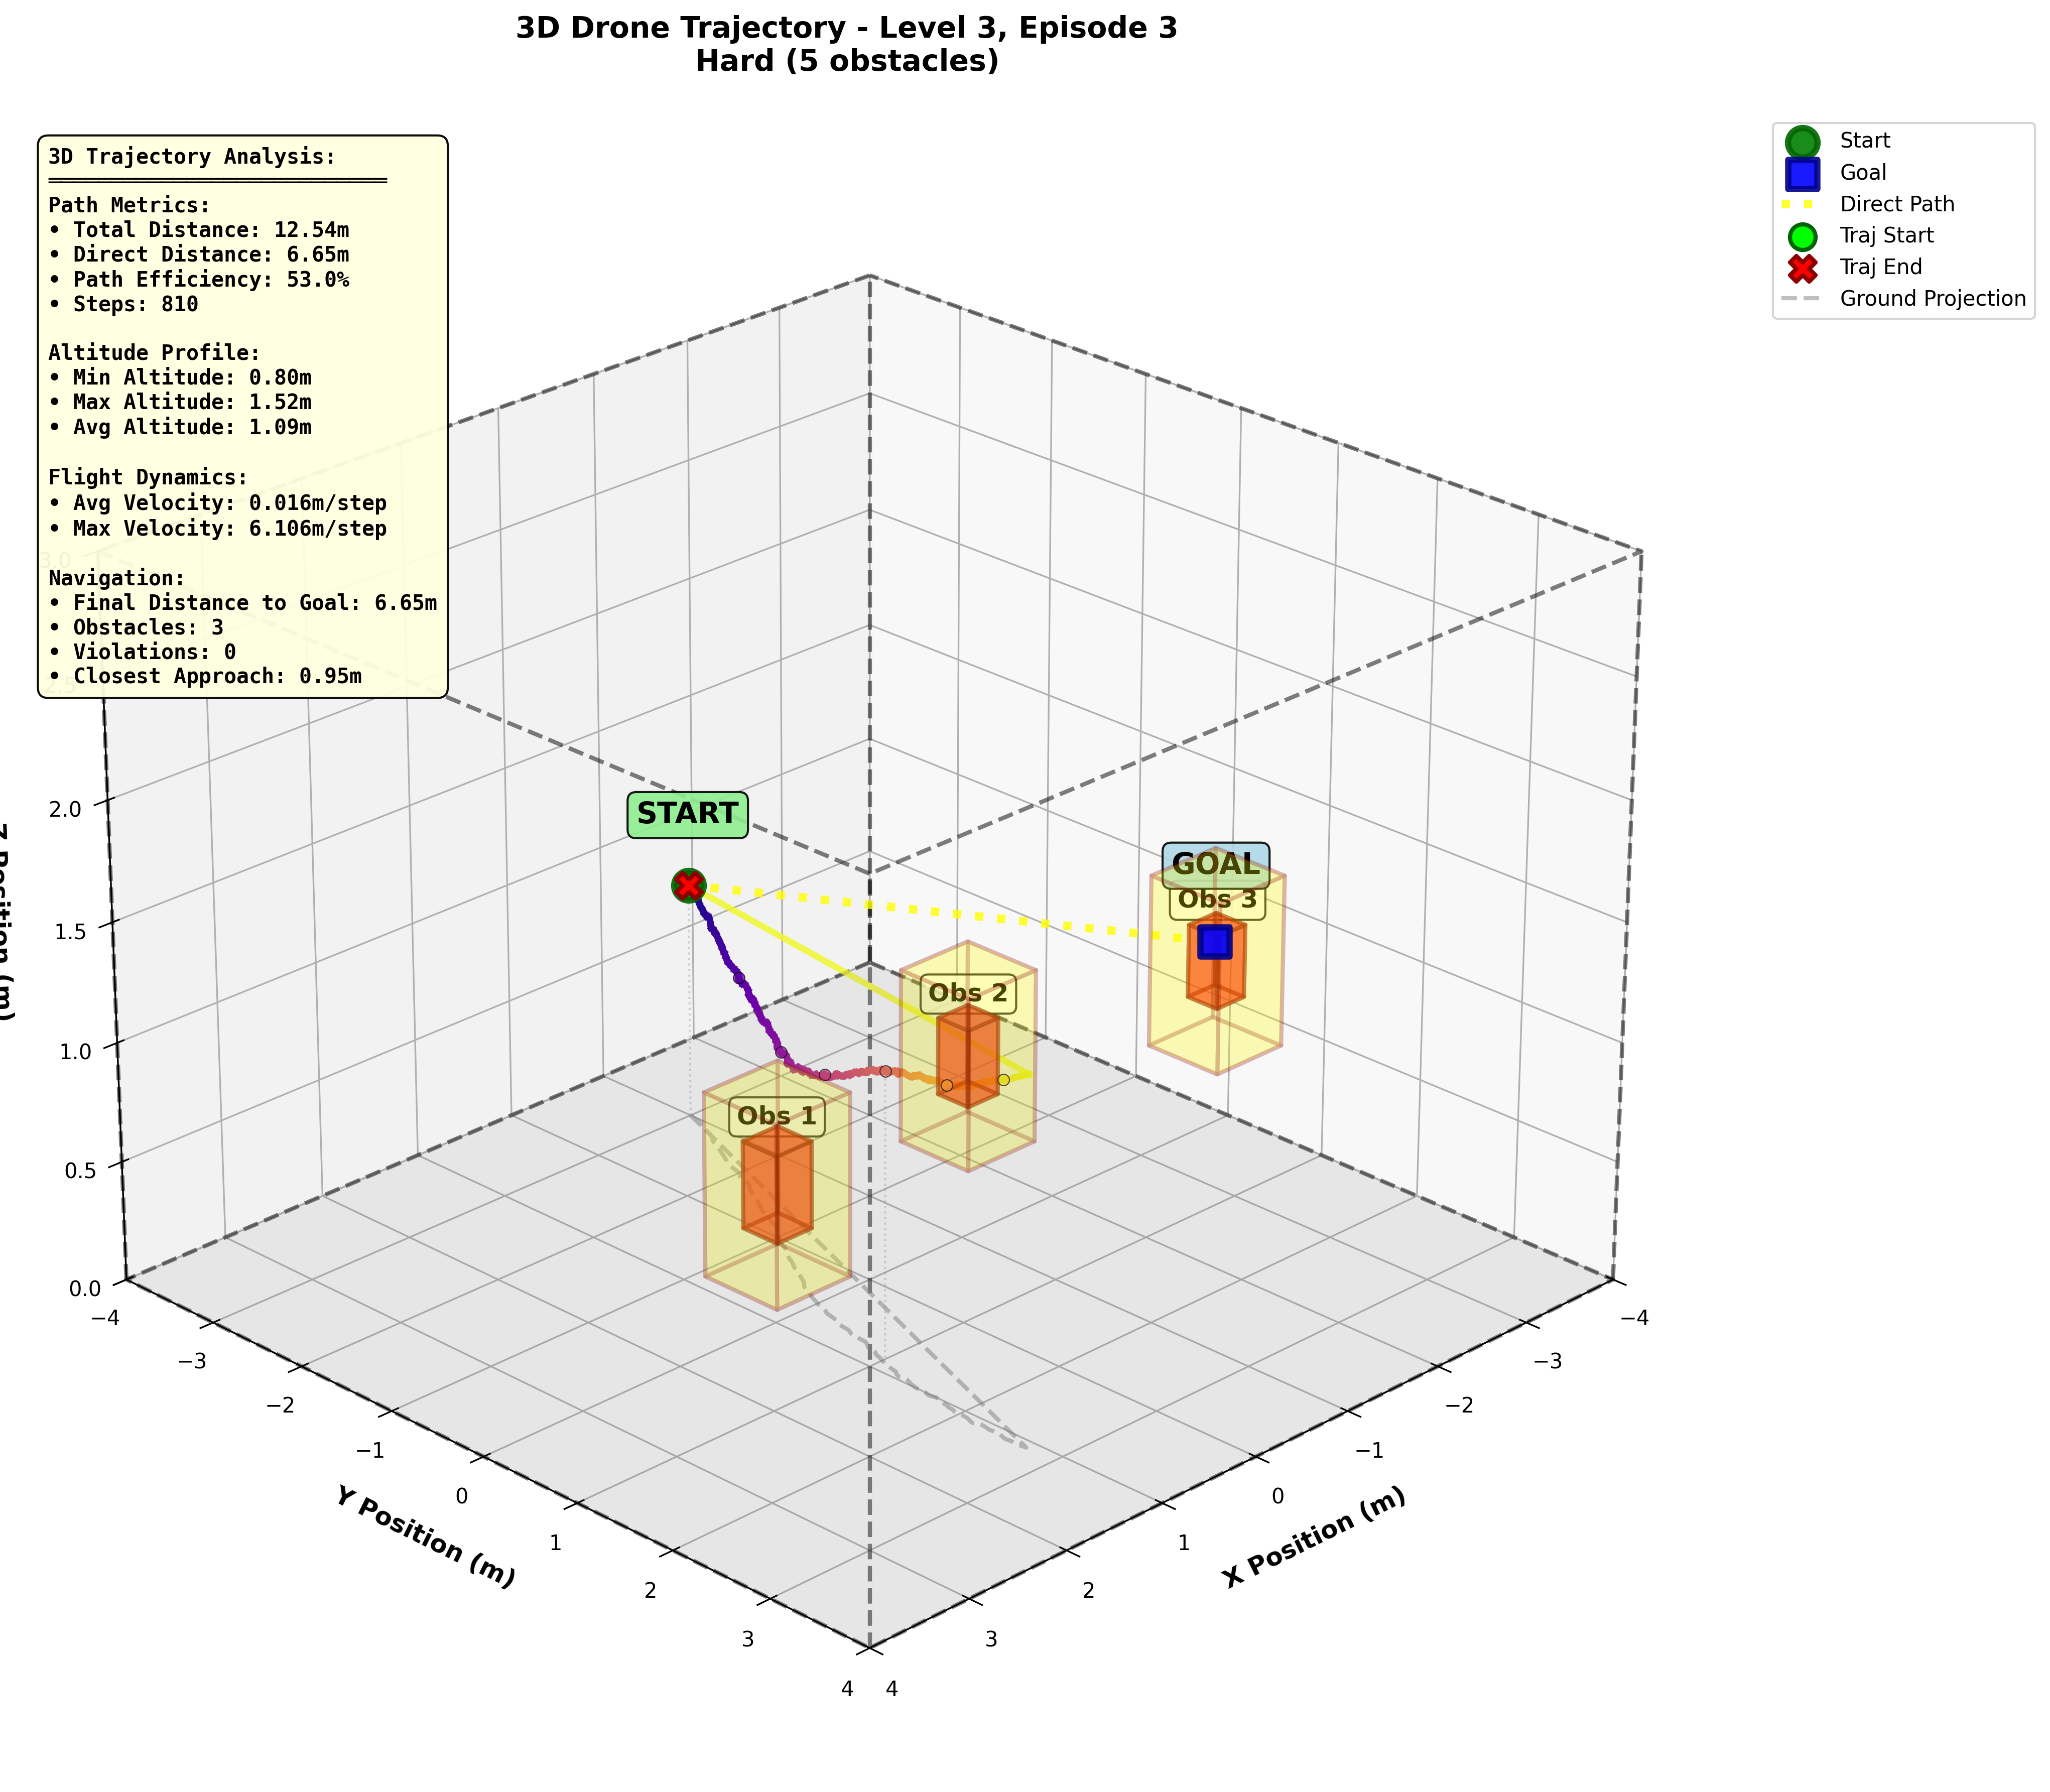 3D Drone Trajectory - Level 3, Episode 3
Hard (5 obstacles)
3D Trajectory Analysis:
Path Metrics:
• Total Distance: 12.54m
• Direct Distance: 6.65m
• Path Efficiency: 53.0%
• Steps: 810
Altitude Profile:
• Min Altitude: 0.80m
• Max Altitude: 1.52m
• Avg Altitude: 1.09m
Flight Dynamics:
• Avg Velocity: 0.016m/step
• Max Velocity: 6.106m/step
Navigation:
• Final Distance to Goal: 6.65m
• Obstacles: 3
• Violations: 0
• Closest Approach: 0.95m
Start
Goal
Direct Path
Traj Start
Traj End
Ground Projection
START
GOAL
Obs 3
Obs 2
Obs 1
3.0
2.5
2.0
1.5
1.0
0.5
0.0
Z Position (m)
−4
−3
−2
−1
0
1
2
3
4
Y Position (m)
4
3
2
1
0
−1
−2
−3
−4
X Position (m)